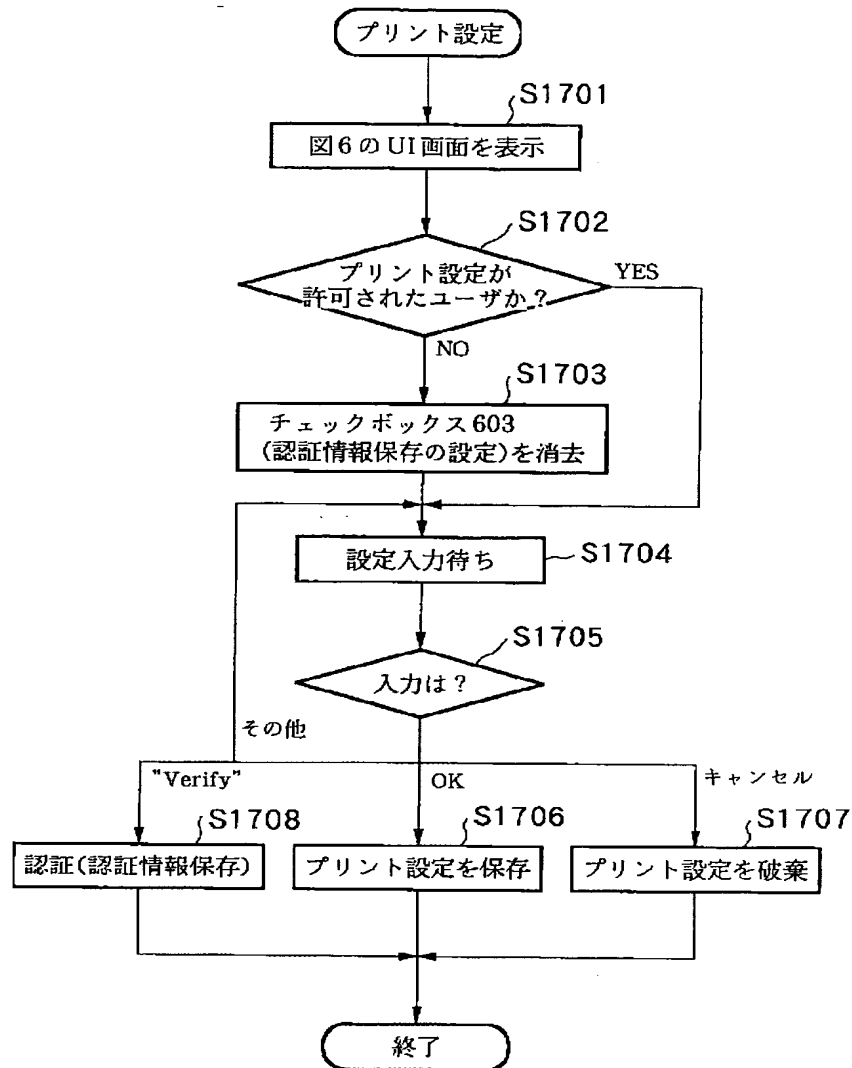 プリント設定
S1701
図6のUI画面を表示
S1702
プリント設定が
許可されたユーザか?
YES
NO
S1703
チェックボックス603
(認証情報保存の設定)を消去
設定入力待ち
S1704
S1705
入力は?
その他
"Verify"
OK
キャンセル
S1708
S1706
S1707
認証(認証情報保存)
プリント設定を保存
プリント設定を破棄
終了